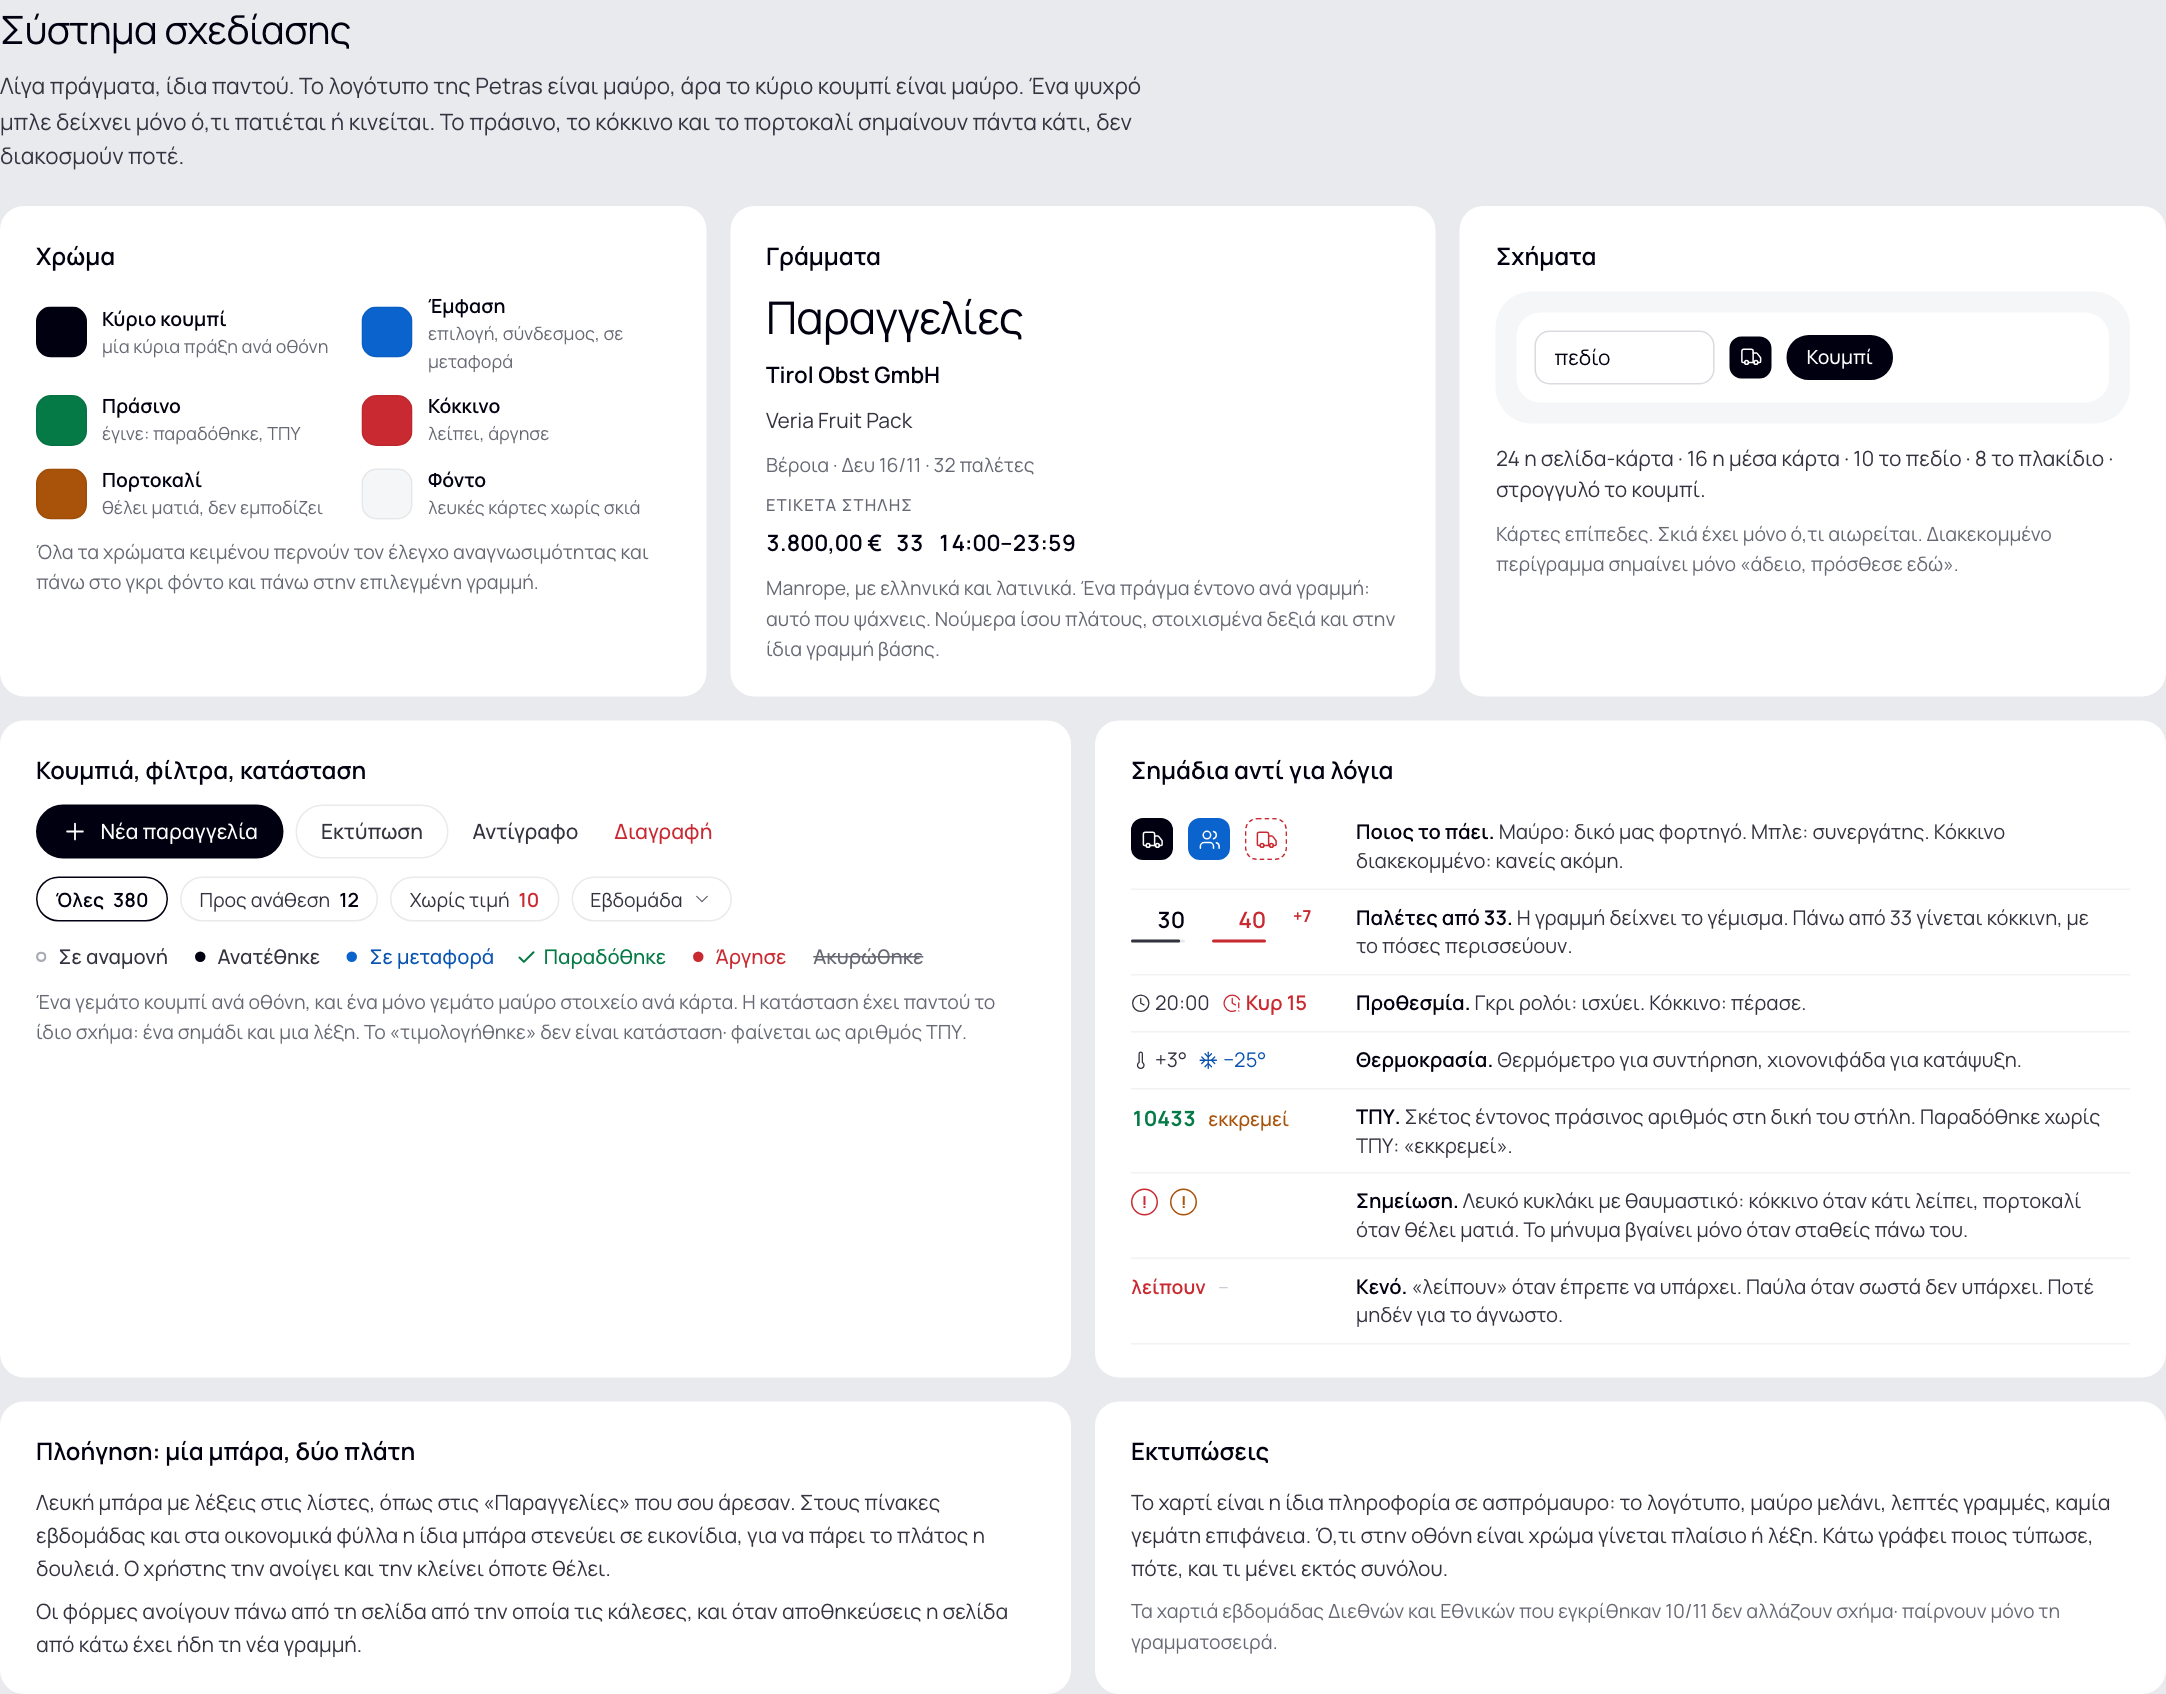 Σύστημα σχεδίασης
Λίγα πράγματα, ίδια παντού. Το λογότυπο της Petras είναι μαύρο, άρα το κύριο κουμπί είναι μαύρο. Ένα ψυχρό
μπλε δείχνει μόνο ό,τι πατιέται ή κινείται. Το πράσινο, το κόκκινο και το πορτοκαλί σημαίνουν πάντα κάτι, δεν
διακοσμούν ποτέ.
Χρώμα
Κύριο κουμπί
μία κύρια πράξη ανά οθόνη
Έμφαση
επιλογή, σύνδεσμος, σε
μεταφορά
Πράσινο
έγινε: παραδόθηκε, ΤΠΥ
Κόκκινο
λείπει, άργησε
Πορτοκαλί
θέλει ματιά, δεν εμποδίζει
Φόντο
λευκές κάρτες χωρίς σκιά
Όλα τα χρώματα κειμένου περνούν τον έλεγχο αναγνωσιμότητας και
πάνω στο γκρι φόντο και πάνω στην επιλεγμένη γραμμή.
Γράμματα
Παραγγελίες
Tirol Obst GmbH
Veria Fruit Pack
Βέροια · Δευ 16/11 · 32 παλέτες
ΕΤΙΚΕΤΑ ΣΤΗΛΗΣ
3.800,00 € 33 14:00–23:59
Manrope, με ελληνικά και λατινικά. Ένα πράγμα έντονο ανά γραμμή:
αυτό που ψάχνεις. Νούμερα ίσου πλάτους, στοιχισμένα δεξιά και στην
ίδια γραμμή βάσης.
Σχήματα
πεδίο
Κουμπί
24 η σελίδα-κάρτα · 16 η μέσα κάρτα · 10 το πεδίο · 8 το πλακίδιο ·
στρογγυλό το κουμπί.
Κάρτες επίπεδες. Σκιά έχει μόνο ό,τι αιωρείται. Διακεκομμένο
περίγραμμα σημαίνει μόνο «άδειο, πρόσθεσε εδώ».
Κουμπιά, φίλτρα, κατάσταση
Νέα παραγγελία Εκτύπωση Αντίγραφο Διαγραφή
Όλες 380 Προς ανάθεση 12 Χωρίς τιμή 10 Εβδομάδα
Σε αναμονή Ανατέθηκε Σε μεταφορά Παραδόθηκε Άργησε Ακυρώθηκε
Ένα γεμάτο κουμπί ανά οθόνη, και ένα μόνο γεμάτο μαύρο στοιχείο ανά κάρτα. Η κατάσταση έχει παντού το
ίδιο σχήμα: ένα σημάδι και μια λέξη. Το «τιμολογήθηκε» δεν είναι κατάσταση· φαίνεται ως αριθμός ΤΠΥ.
Σημάδια αντί για λόγια
Ποιος το πάει. Μαύρο: δικό μας φορτηγό. Μπλε: συνεργάτης. Κόκκινο
διακεκομμένο: κανείς ακόμη.
30 40 +7
Παλέτες από 33. Η γραμμή δείχνει το γέμισμα. Πάνω από 33 γίνεται κόκκινη, με
το πόσες περισσεύουν.
20:00 Κυρ 15
Προθεσμία. Γκρι ρολόι: ισχύει. Κόκκινο: πέρασε.
+3° −25°
Θερμοκρασία. Θερμόμετρο για συντήρηση, χιονονιφάδα για κατάψυξη.
10433 εκκρεμεί
ΤΠΥ. Σκέτος έντονος πράσινος αριθμός στη δική του στήλη. Παραδόθηκε χωρίς
ΤΠΥ: «εκκρεμεί».
! !
Σημείωση. Λευκό κυκλάκι με θαυμαστικό: κόκκινο όταν κάτι λείπει, πορτοκαλί
όταν θέλει ματιά. Το μήνυμα βγαίνει μόνο όταν σταθείς πάνω του.
λείπουν –
Κενό. «λείπουν» όταν έπρεπε να υπάρχει. Παύλα όταν σωστά δεν υπάρχει. Ποτέ
μηδέν για το άγνωστο.
Πλοήγηση: μία μπάρα, δύο πλάτη
Λευκή μπάρα με λέξεις στις λίστες, όπως στις «Παραγγελίες» που σου άρεσαν. Στους πίνακες
εβδομάδας και στα οικονομικά φύλλα η ίδια μπάρα στενεύει σε εικονίδια, για να πάρει το πλάτος η
δουλειά. Ο χρήστης την ανοίγει και την κλείνει όποτε θέλει.
Οι φόρμες ανοίγουν πάνω από τη σελίδα από την οποία τις κάλεσες, και όταν αποθηκεύσεις η σελίδα
από κάτω έχει ήδη τη νέα γραμμή.
Εκτυπώσεις
Το χαρτί είναι η ίδια πληροφορία σε ασπρόμαυρο: το λογότυπο, μαύρο μελάνι, λεπτές γραμμές, καμία
γεμάτη επιφάνεια. Ό,τι στην οθόνη είναι χρώμα γίνεται πλαίσιο ή λέξη. Κάτω γράφει ποιος τύπωσε,
πότε, και τι μένει εκτός συνόλου.
Τα χαρτιά εβδομάδας Διεθνών και Εθνικών που εγκρίθηκαν 10/11 δεν αλλάζουν σχήμα· παίρνουν μόνο τη
γραμματοσειρά.